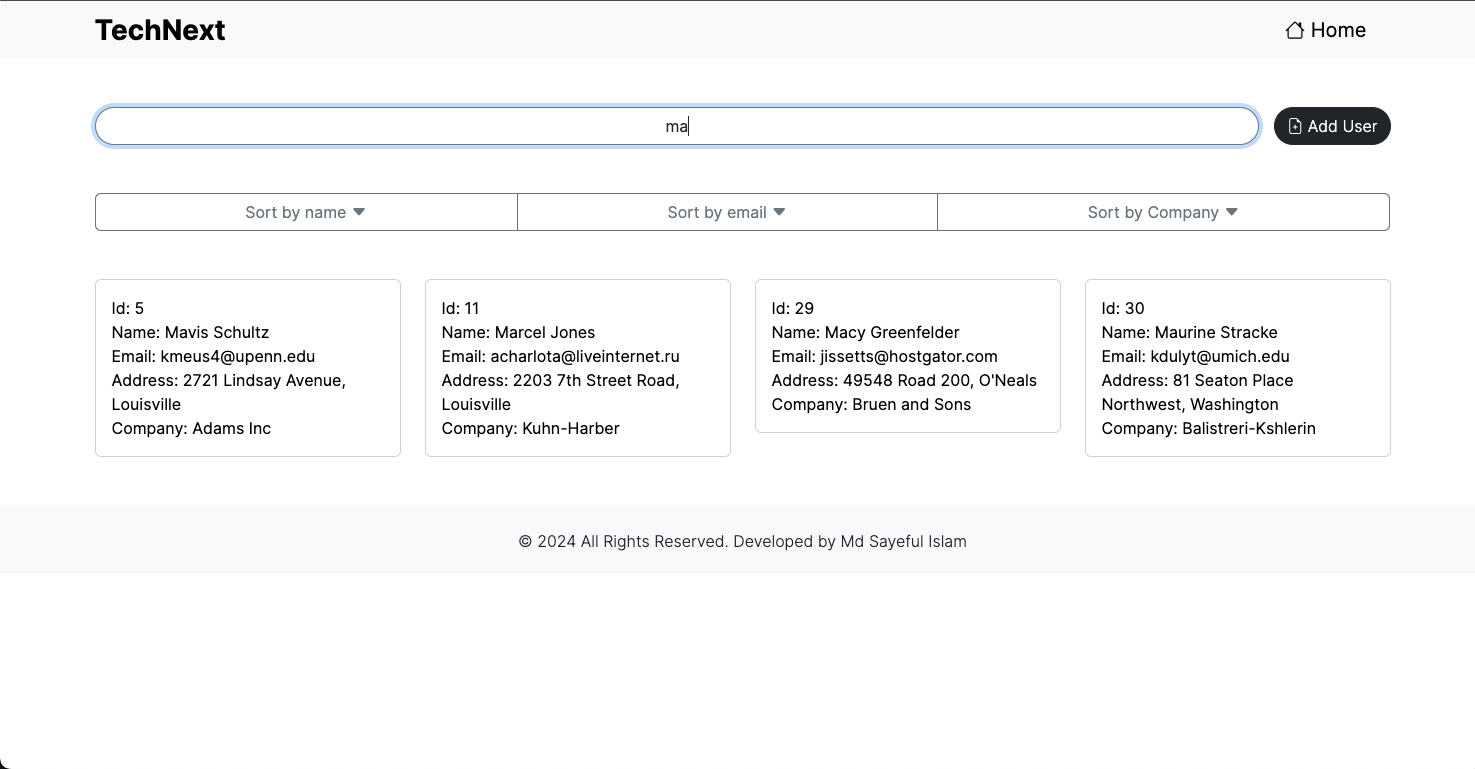 TechNext
Home
ma
Add User
Sort by name
Sort by email
Sort by Company
Id: 5
Name: Mavis Schultz
Email: kmeus4@upenn.edu
Address: 2721 Lindsay Avenue,
Louisville
Company: Adams Inc
Id: 11
Name: Marcel Jones
Email: acharlota@liveinternet.ru
Address: 2203 7th Street Road,
Louisville
Company: Kuhn-Harber
Id: 29
Name: Macy Greenfelder
Email: jissetts@hostgator.com
Address: 49548 Road 200, O'Neals
Company: Bruen and Sons
Id: 30
Name: Maurine Stracke
Email: kdulyt@umich.edu
Address: 81 Seaton Place
Northwest, Washington
Company: Balistreri-Kshlerin
© 2024 All Rights Reserved. Developed by Md Sayeful Islam